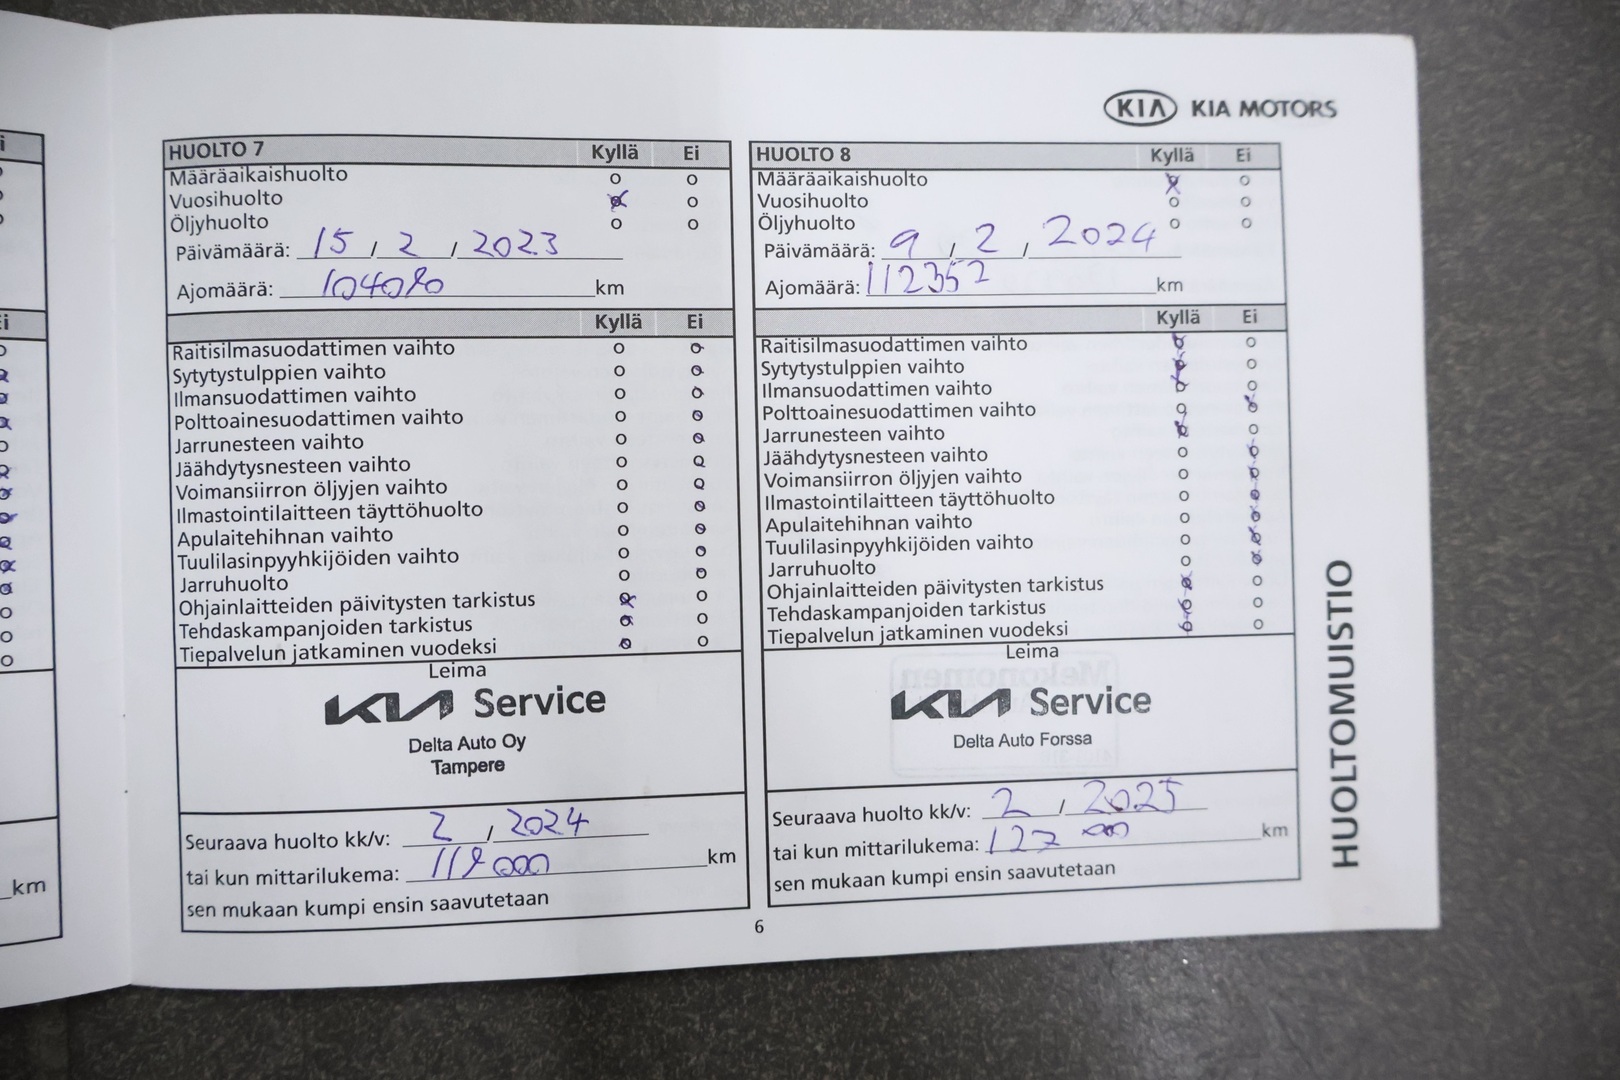 KIA KIA MOTORS
HUOLTO 7 Kyllä Ei
Määräaikaishuolto
Vuosihuolto
Öljyhuolto
Päivämäärä: 15 / 2 / 2023
Ajomäärä: 104080 km
Kyllä Ei
Raitisilmasuodattimen vaihto
Sytytystulppien vaihto
Ilmansuodattimen vaihto
Polttoainesuodattimen vaihto
Jarrunesteen vaihto
Jäähdytysnesteen vaihto
Voimansiirron öljyjen vaihto
Ilmastointilaitteen täyttöhuolto
Apulaitehihnan vaihto
Tuulilasinpyyhkijöiden vaihto
Jarruhuolto
Ohjainlaitteiden päivitysten tarkistus
Tehdaskampanjoiden tarkistus
Tiepalvelun jatkaminen vuodeksi
Leima
KIA Service
Delta Auto Oy
Tampere
Seuraava huolto kk/v: 2 / 2024
tai kun mittarilukema: 119000 km
sen mukaan kumpi ensin saavutetaan
HUOLTO 8 Kyllä Ei
Määräaikaishuolto
Vuosihuolto
Öljyhuolto
Päivämäärä: 9 / 2 / 2024
Ajomäärä: 112352 km
Kyllä Ei
Raitisilmasuodattimen vaihto
Sytytystulppien vaihto
Ilmansuodattimen vaihto
Polttoainesuodattimen vaihto
Jarrunesteen vaihto
Jäähdytysnesteen vaihto
Voimansiirron öljyjen vaihto
Ilmastointilaitteen täyttöhuolto
Apulaitehihnan vaihto
Tuulilasinpyyhkijöiden vaihto
Jarruhuolto
Ohjainlaitteiden päivitysten tarkistus
Tehdaskampanjoiden tarkistus
Tiepalvelun jatkaminen vuodeksi
Leima
KIA Service
Delta Auto Forssa
Seuraava huolto kk/v: 2 / 2025
tai kun mittarilukema: 127 000 km
sen mukaan kumpi ensin saavutetaan
HUOLTOMUISTIO
6
i
Ei
km